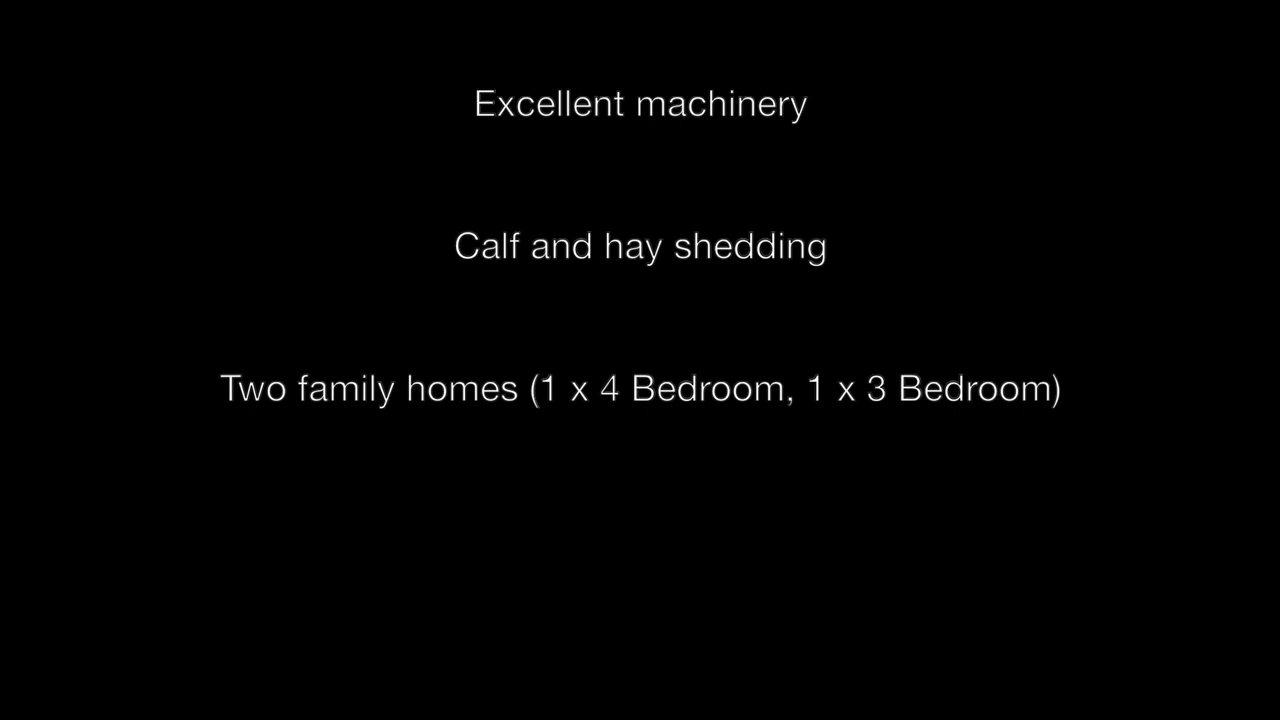 Excellent machinery
Calf and hay shedding
Two family homes (1 x 4 Bedroom, 1 x 3 Bedroom)